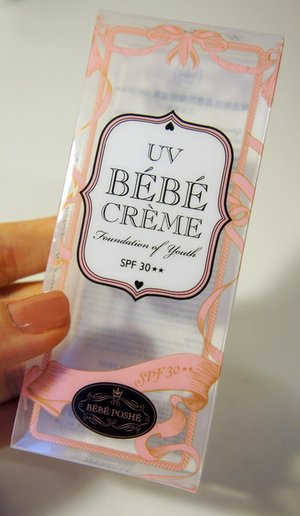 UV
BÉBÉ
CRÈME
Foundation of Youth
SPF 30★★
SPF 30★★
BÉBÉ POSHÉ